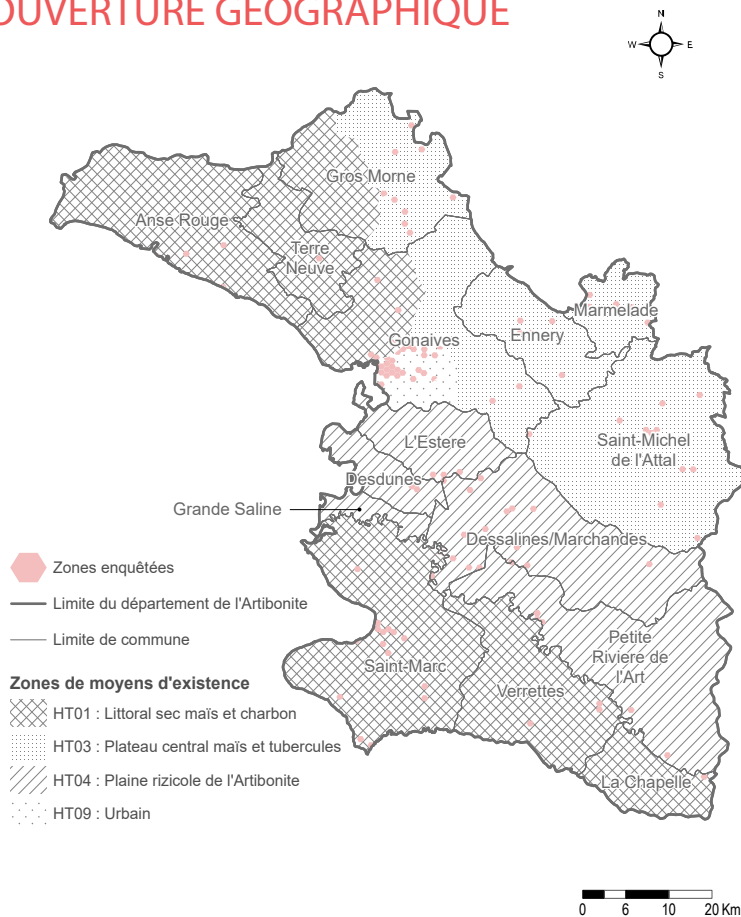 OUVERTURE GÉOGRAPHIQUE
N
W E
S
Gros Morne
Anse Rouge
Terre
Neuve
Marmelade
Ennery
Gonaives
L'Estere
Saint-Michel
de l'Attal
Desdunes
Grande Saline
Dessalines/Marchandes
Zones enquêtées
Limite du département de l'Artibonite
Limite de commune
Petite
Riviere de
l'Art
Saint-Marc
Verrettes
La Chapelle
Zones de moyens d'existence
HT01 : Littoral sec maïs et charbon
HT03 : Plateau central maïs et tubercules
HT04 : Plaine rizicole de l'Artibonite
HT09 : Urbain
0 6 10 20 Km